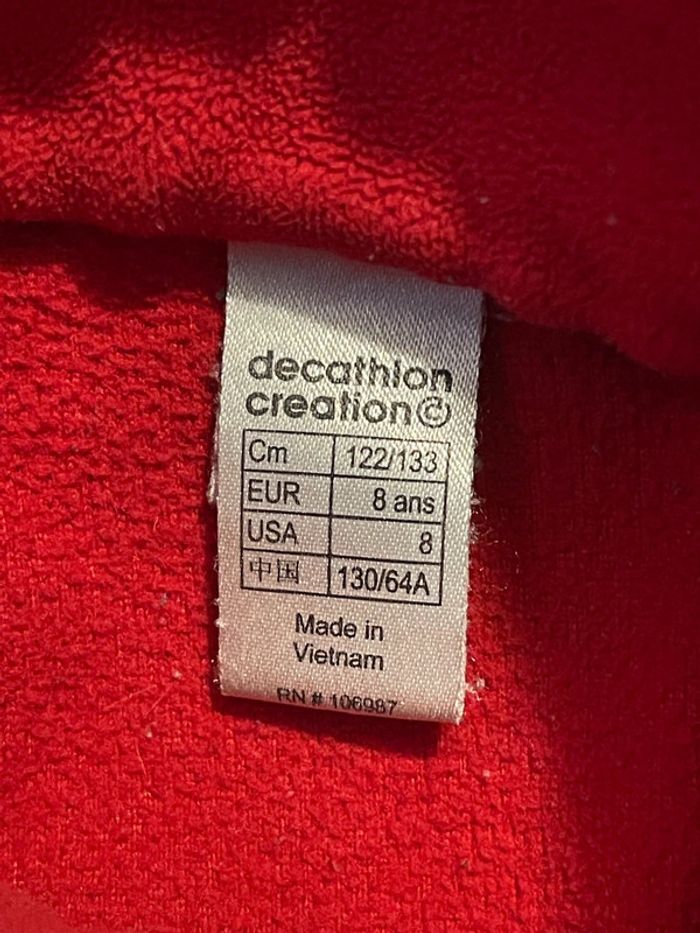 decathlon
creation©
Cm 122/133
EUR 8 ans
USA 8
中国 130/64A
Made in
Vietnam
RN # 106987